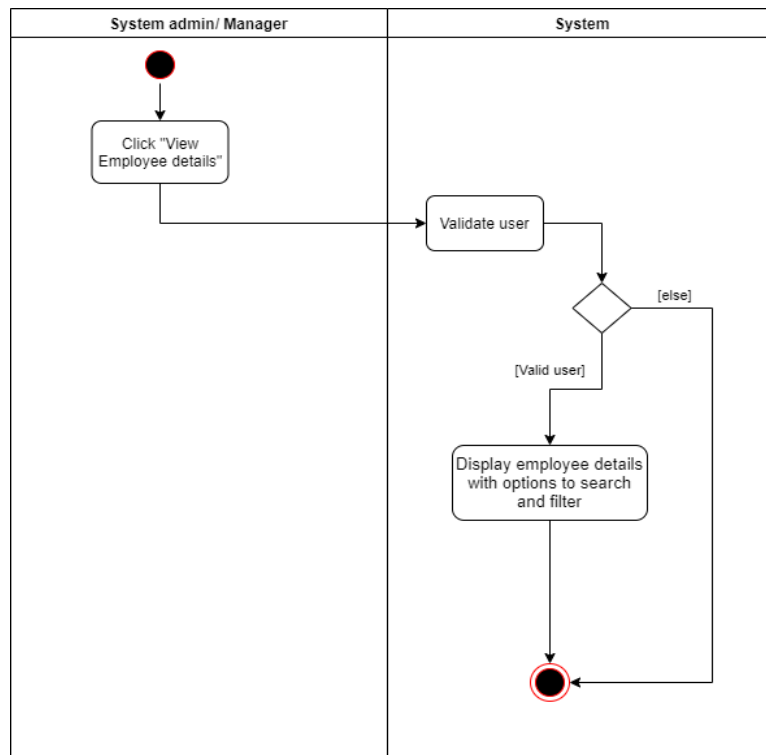 System admin/ Manager
System
Click "View
Employee details"
Validate user
[else]
[Valid user]
Display employee details
with options to search
and filter